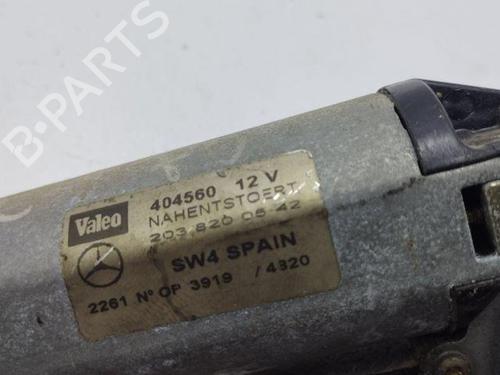 B-PARTS
Valeo
404560 12 V
NAHENTSTOERT
203 820 05 42
SW4 SPAIN
2261 Nº OP 3919 / 4320